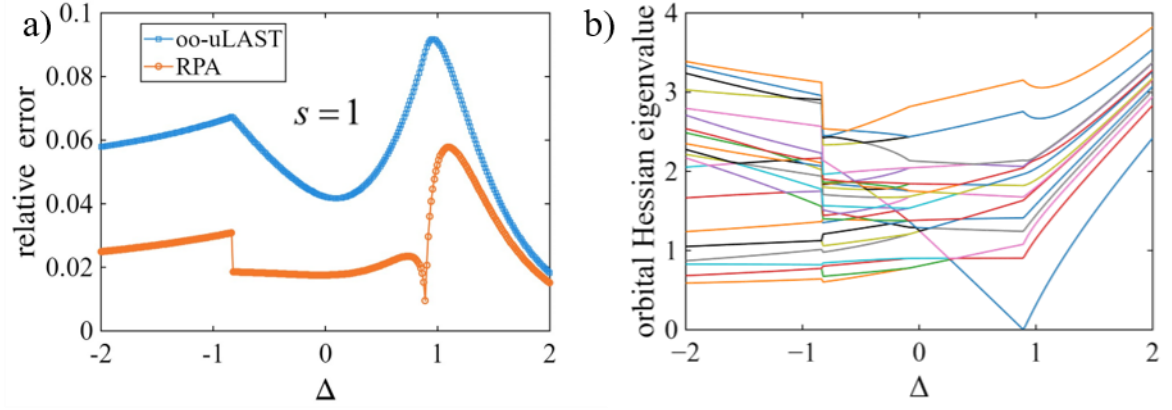 a)
0.1
0.08
0.06
0.04
0.02
0
relative error
oo-uLAST
RPA
s = 1
-2
-1
0
1
2
Δ
b)
4
3
2
1
0
orbital Hessian eigenvalue
−2
−1
0
1
2
Δ